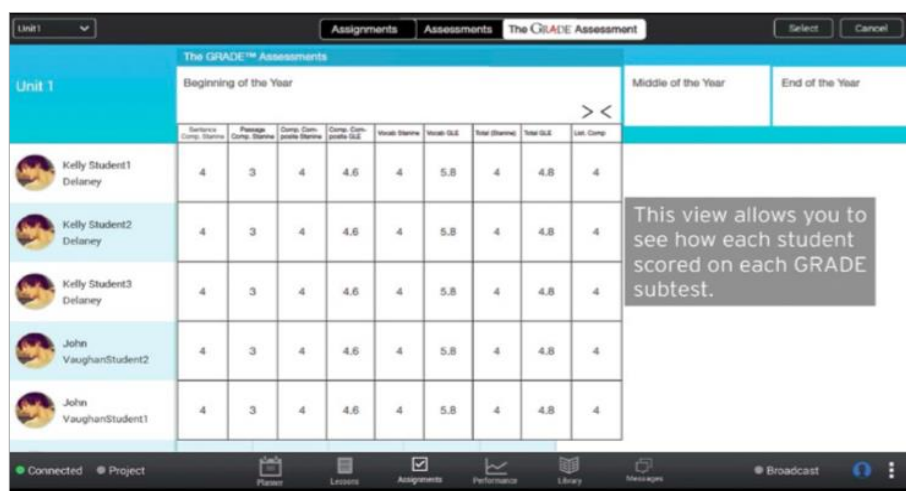 Unit1
Assignments
Assessments
The GRADE Assessment
Select
Cancel
The GRADE™ Assessments
Unit 1
Beginning of the Year
> <
Middle of the Year
End of the Year
Sentence Comp. Stanine
Passage Comp. Stanine
Comp. Com-posite Stanine
Comp. Com-posite GLE
Vocab Stanine
Vocab GLE
Total (Stanine)
Total GLE
List. Comp
Kelly Student1
Delaney
4 3 4 4.6 4 5.8 4 4.8 4
Kelly Student2
Delaney
4 3 4 4.6 4 5.8 4 4.8 4
Kelly Student3
Delaney
4 3 4 4.6 4 5.8 4 4.8 4
John
VaughanStudent2
4 3 4 4.6 4 5.8 4 4.8 4
John
VaughanStudent1
4 3 4 4.6 4 5.8 4 4.8 4
This view allows you to
see how each student
scored on each GRADE
subtest.
Connected
Project
Planner
Lessons
Assignments
Performance
Library
Messages
Broadcast